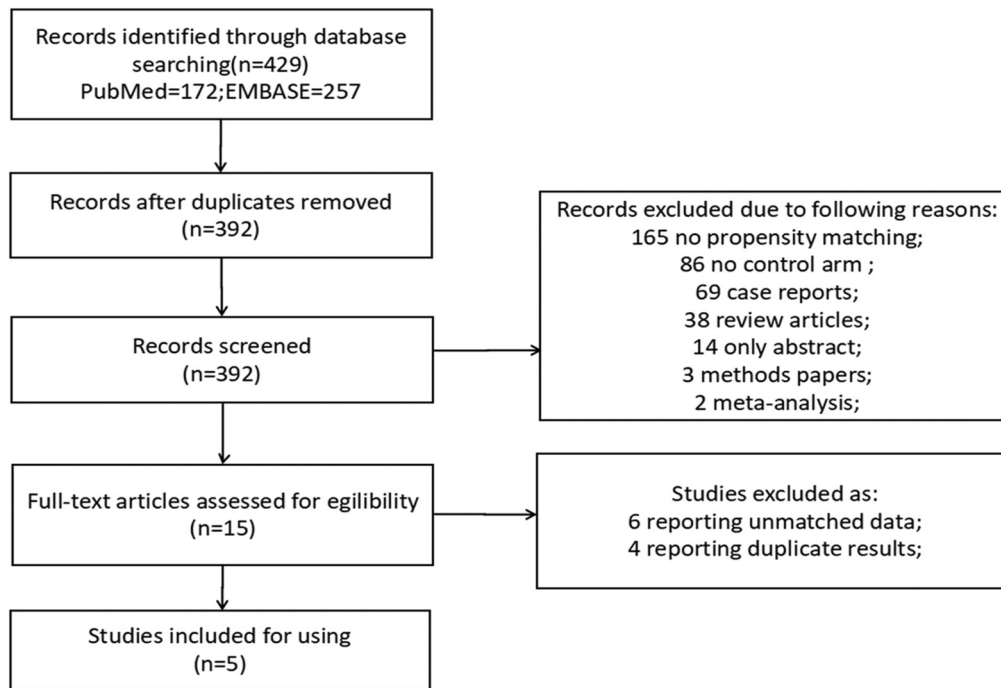 Records identified through database
searching(n=429)
PubMed=172;EMBASE=257
Records after duplicates removed
(n=392)
Records excluded due to following reasons:
165 no propensity matching;
86 no control arm ;
69 case reports;
38 review articles;
14 only abstract;
3 methods papers;
2 meta-analysis;
Records screened
(n=392)
Full-text articles assessed for egilibility
(n=15)
Studies excluded as:
6 reporting unmatched data;
4 reporting duplicate results;
Studies included for using
(n=5)